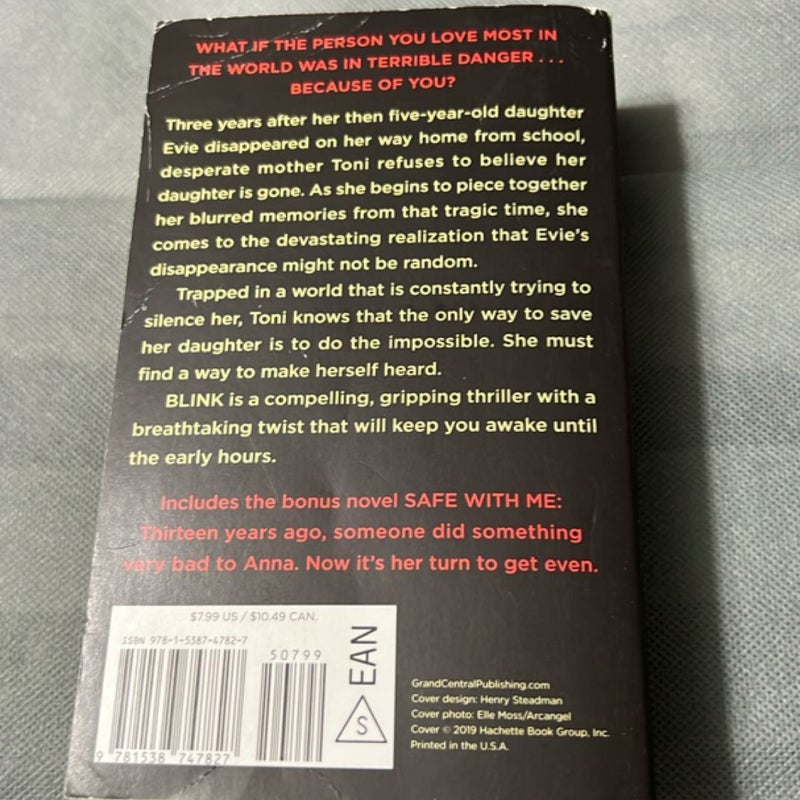 WHAT IF THE PERSON YOU LOVE MOST IN
THE WORLD WAS IN TERRIBLE DANGER . . .
BECAUSE OF YOU?
Three years after her then five-year-old daughter
Evie disappeared on her way home from school,
desperate mother Toni refuses to believe her
daughter is gone. As she begins to piece together
her blurred memories from that tragic time, she
comes to the devastating realization that Evie's
disappearance might not be random.
Trapped in a world that is constantly trying to
silence her, Toni knows that the only way to save
her daughter is to do the impossible. She must
find a way to make herself heard.
BLINK is a compelling, gripping thriller with a
breathtaking twist that will keep you awake until
the early hours.
Includes the bonus novel SAFE WITH ME:
Thirteen years ago, someone did something
very bad to Anna. Now it's her turn to get even.
$7.99 US / $10.49 CAN.
ISBN 978-1-5387-4782-7
50799
EAN
S
9 781538 747827
GrandCentralPublishing.com
Cover design: Henry Steadman
Cover photo: Elle Moss/Arcangel
Cover © 2019 Hachette Book Group, Inc.
Printed in the U.S.A.